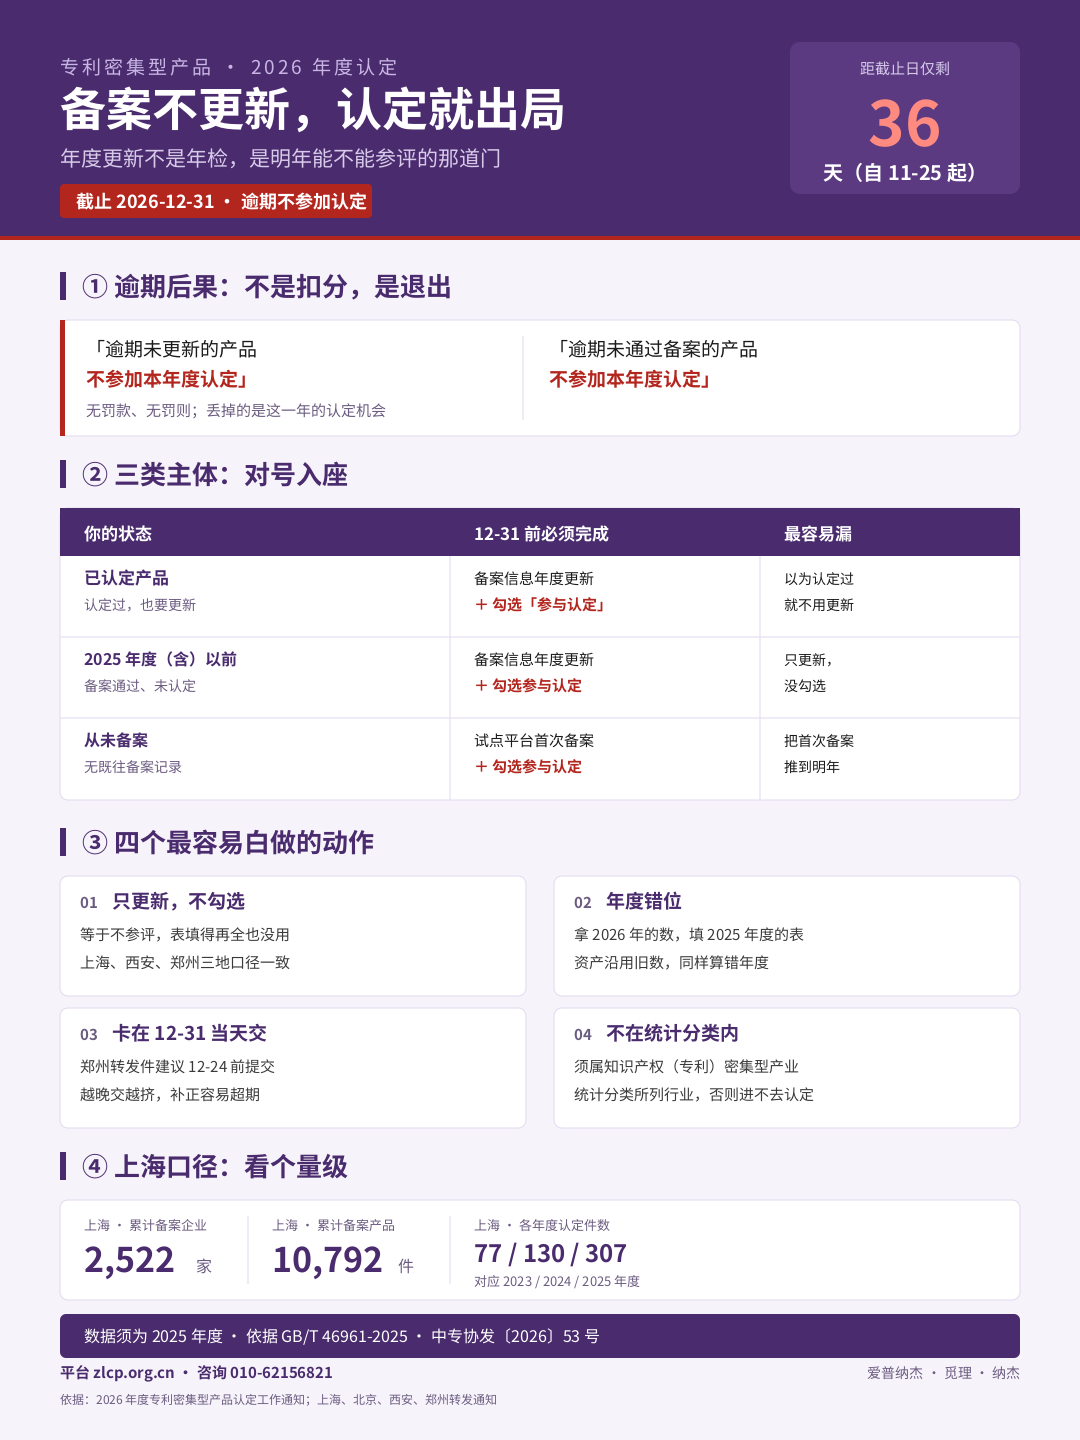 专利密集型产品 · 2026 年度认定
备案不更新，认定就出局
年度更新不是年检，是明年能不能参评的那道门
截止 2026-12-31 · 逾期不参加认定
距截止日仅剩
36
天（自 11-25 起）
① 逾期后果：不是扣分，是退出
「逾期未更新的产品
不参加本年度认定」
无罚款、无罚则；丢掉的是这一年的认定机会
「逾期未通过备案的产品
不参加本年度认定」
② 三类主体：对号入座
你的状态
12-31 前必须完成
最容易漏
已认定产品
认定过，也要更新
备案信息年度更新
＋ 勾选「参与认定」
以为认定过
就不用更新
2025 年度（含）以前
备案通过、未认定
备案信息年度更新
＋ 勾选参与认定
只更新，
没勾选
从未备案
无既往备案记录
试点平台首次备案
＋ 勾选参与认定
把首次备案
推到明年
③ 四个最容易白做的动作
01 只更新，不勾选
等于不参评，表填得再全也没用
上海、西安、郑州三地口径一致
02 年度错位
拿 2026 年的数，填 2025 年度的表
资产沿用旧数，同样算错年度
03 卡在 12-31 当天交
郑州转发件建议 12-24 前提交
越晚交越挤，补正容易超期
04 不在统计分类内
须属知识产权（专利）密集型产业
统计分类所列行业，否则进不去认定
④ 上海口径：看个量级
上海 · 累计备案企业
2,522 家
上海 · 累计备案产品
10,792 件
上海 · 各年度认定件数
77 / 130 / 307
对应 2023 / 2024 / 2025 年度
数据须为 2025 年度 · 依据 GB/T 46961-2025 · 中专协发〔2026〕53 号
平台 zlcp.org.cn · 咨询 010-62156821
爱普纳杰 · 觅理 · 纳杰
依据：2026 年度专利密集型产品认定工作通知；上海、北京、西安、郑州转发通知